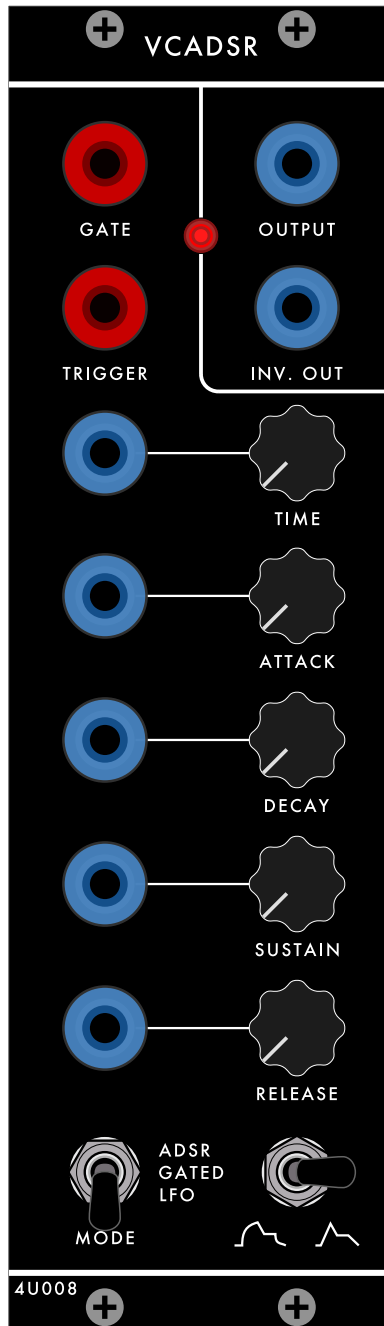 VCADSR
GATE
OUTPUT
TRIGGER
INV. OUT
TIME
ATTACK
DECAY
SUSTAIN
RELEASE
ADSR
GATED
LFO
MODE
4U008